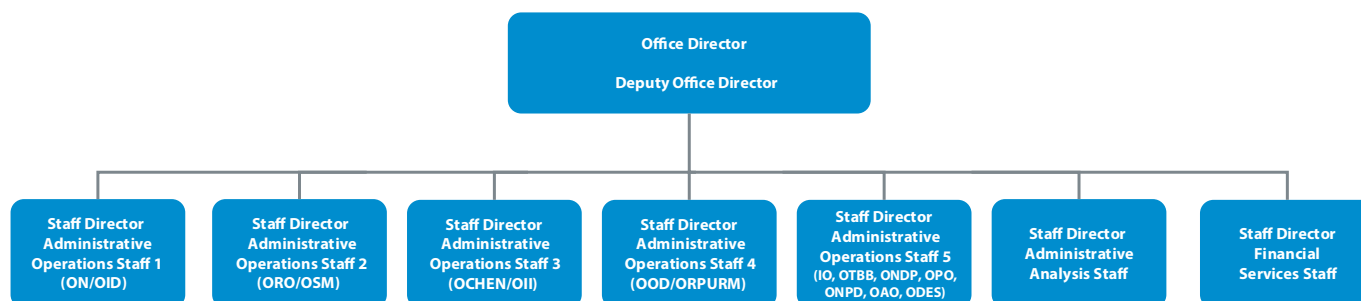 Office Director
Deputy Office Director
Staff Director
Administrative
Operations Staff 1
(ON/OID)
Staff Director
Administrative
Operations Staff 2
(ORO/OSM)
Staff Director
Administrative
Operations Staff 3
(OCHEN/OII)
Staff Director
Administrative
Operations Staff 4
(OOD/ORPURM)
Staff Director
Administrative
Operations Staff 5
(IO, OTBB, ONDP, OPO,
ONPD, OAO, ODES)
Staff Director
Administrative
Analysis Staff
Staff Director
Financial
Services Staff